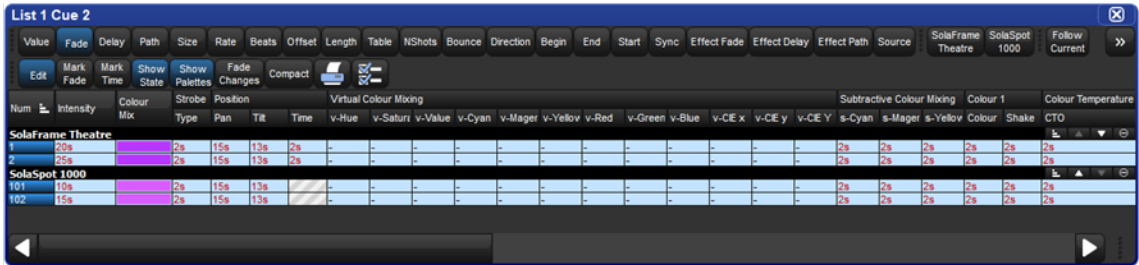 List 1 Cue 2
Value Fade Delay Path Size Rate Beats Offset Length Table NShots Bounce Direction Begin End Start Sync Effect Fade Effect Delay Effect Path Source SolaFrame Theatre SolaSpot 1000 Follow Current »
Edit Mark Fade Mark Time Show State Show Palettes Fade Changes Compact
Num Intensity Colour Mix Strobe Position Virtual Colour Mixing Subtractive Colour Mixing Colour 1 Colour Temperature
Type Pan Tilt Time v-Hue v-Satura v-Value v-Cyan v-Mager v-Yellov v-Red v-Green v-Blue v-CIE x v-CIE y v-CIE Y s-Cyan s-Mager s-Yellov Colour Shake CTO
SolaFrame Theatre
1 20s 2s 15s 13s 2s - - - - - - - - - - - - 2s 2s 2s 2s 2s 2s
2 25s 2s 15s 13s 2s - - - - - - - - - - - - 2s 2s 2s 2s 2s 2s
SolaSpot 1000
101 10s 2s 15s 13s - - - - - - - - - - - - 2s 2s 2s 2s 2s 2s
102 15s 2s 15s 13s - - - - - - - - - - - - 2s 2s 2s 2s 2s 2s